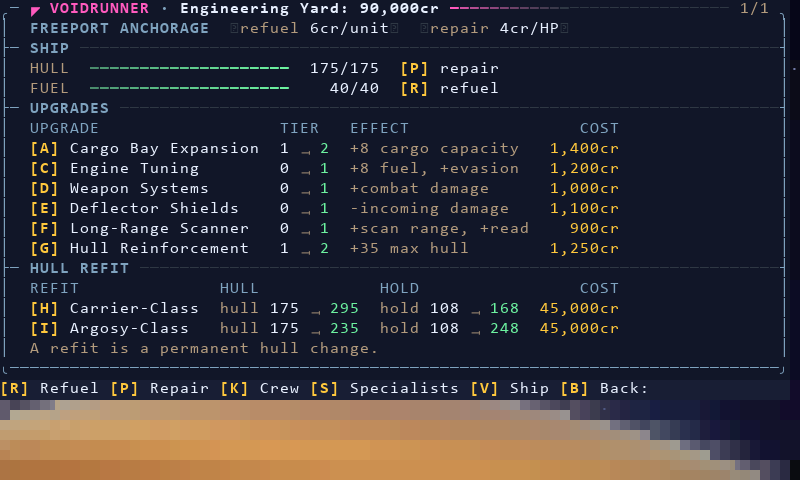 VOIDRUNNER · Engineering Yard: 90,000cr 1/1
FREEPORT ANCHORAGE refuel 6cr/unit repair 4cr/HP
SHIP
HULL 175/175 [P] repair
FUEL 40/40 [R] refuel
UPGRADES
UPGRADE TIER EFFECT COST
[A] Cargo Bay Expansion 1 → 2 +8 cargo capacity 1,400cr
[C] Engine Tuning 0 → 1 +8 fuel, +evasion 1,200cr
[D] Weapon Systems 0 → 1 +combat damage 1,000cr
[E] Deflector Shields 0 → 1 -incoming damage 1,100cr
[F] Long-Range Scanner 0 → 1 +scan range, +read 900cr
[G] Hull Reinforcement 1 → 2 +35 max hull 1,250cr
HULL REFIT
REFIT HULL HOLD COST
[H] Carrier-Class hull 175 → 295 hold 108 → 168 45,000cr
[I] Argosy-Class hull 175 → 235 hold 108 → 248 45,000cr
A refit is a permanent hull change.
[R] Refuel [P] Repair [K] Crew [S] Specialists [V] Ship [B] Back: